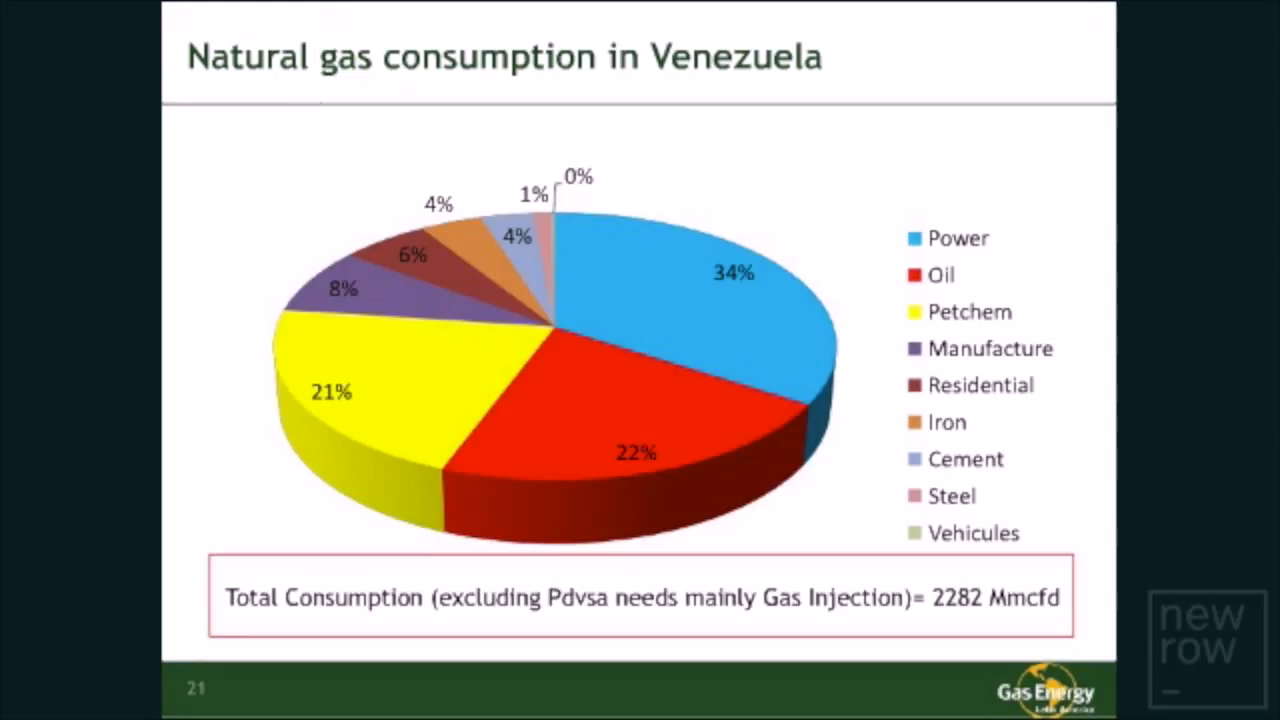 Natural gas consumption in Venezuela
0%
1%
4%
4%
34%
6%
8%
21%
22%
Power
Oil
Petchem
Manufacture
Residential
Iron
Cement
Steel
Vehicules
Total Consumption (excluding Pdvsa needs mainly Gas Injection)= 2282 Mmcfd
21
Gas Energy
Latin America
new
row